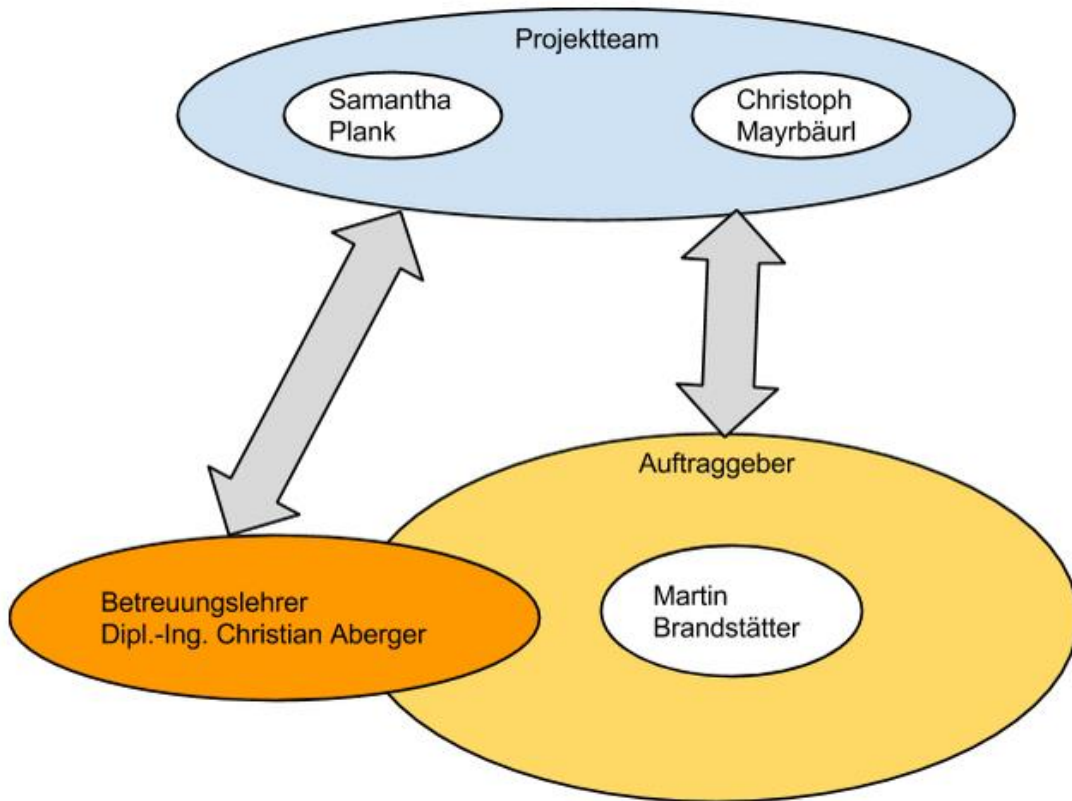 Projektteam
Samantha
Plank
Christoph
Mayrbäurl
Auftraggeber
Betreuungslehrer
Dipl.-Ing. Christian Aberger
Martin
Brandstätter